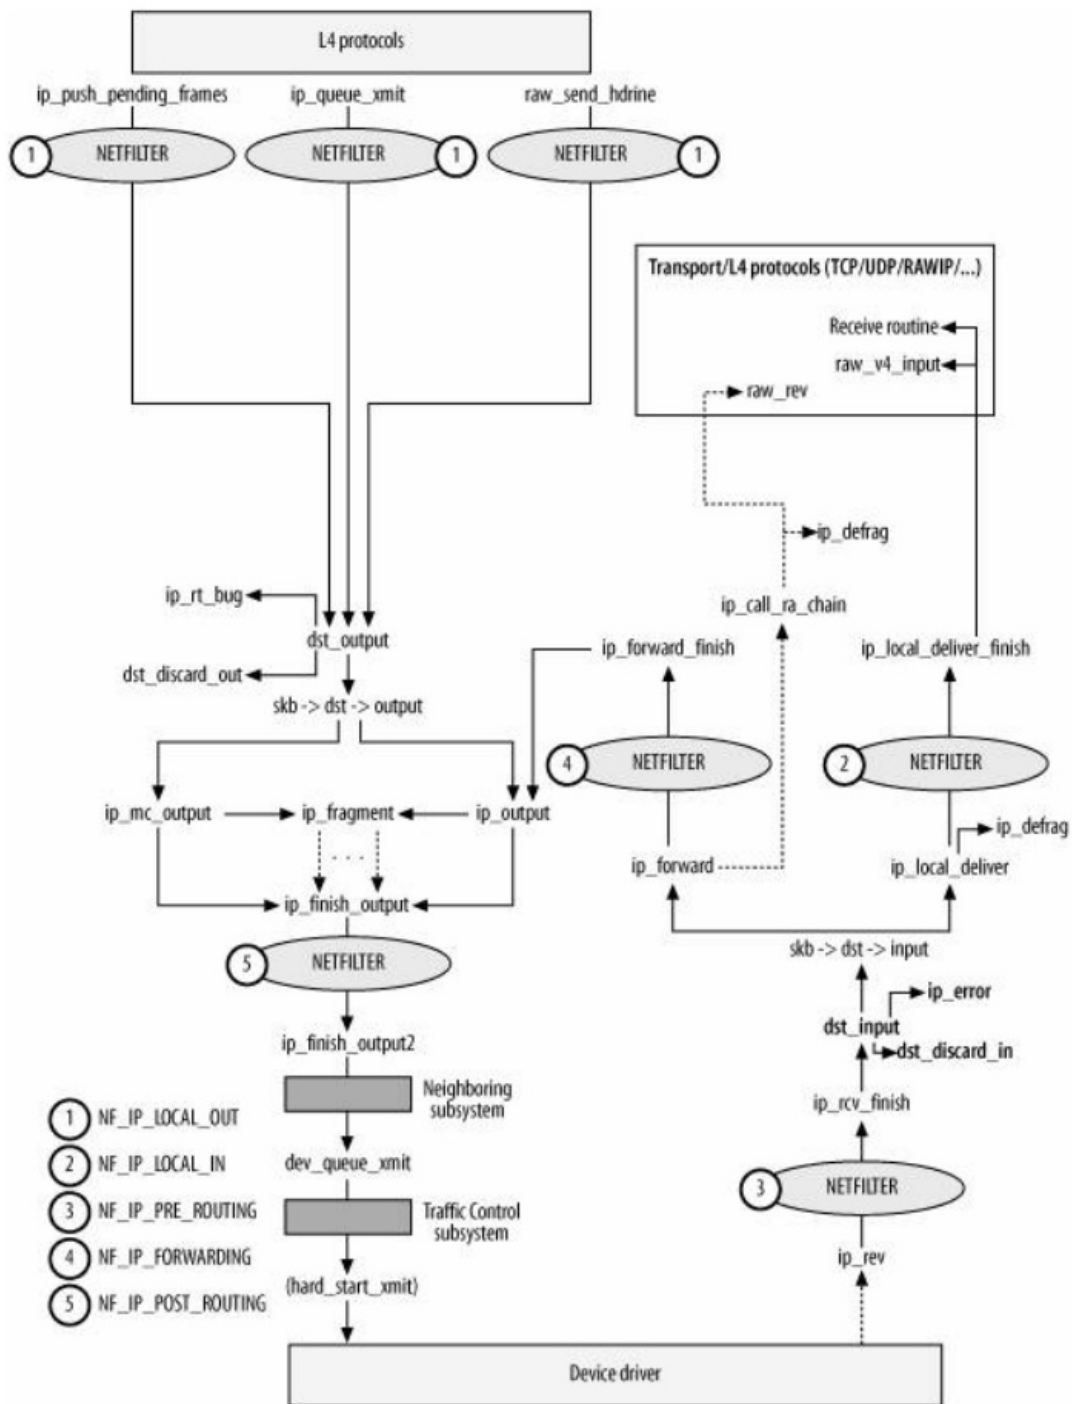 L4 protocols
ip_push_pending_frames
ip_queue_xmit
raw_send_hdrine
1
NETFILTER
NETFILTER
1
NETFILTER
1
Transport/L4 protocols (TCP/UDP/RAWIP/...)
Receive routine
raw_v4_input
raw_rev
ip_defrag
ip_rt_bug
ip_call_ra_chain
dst_output
ip_forward_finish
ip_local_deliver_finish
dst_discard_out
skb -> dst -> output
4
NETFILTER
2
NETFILTER
ip_mc_output
ip_fragment
ip_output
ip_defrag
. . .
ip_forward
ip_local_deliver
ip_finish_output
skb -> dst -> input
5
NETFILTER
ip_error
dst_input
dst_discard_in
ip_finish_output2
Neighboring
subsystem
ip_rcv_finish
1 NF_IP_LOCAL_OUT
2 NF_IP_LOCAL_IN
3 NF_IP_PRE_ROUTING
4 NF_IP_FORWARDING
5 NF_IP_POST_ROUTING
dev_queue_xmit
Traffic Control
subsystem
3
NETFILTER
ip_rev
(hard_start_xmit)
Device driver